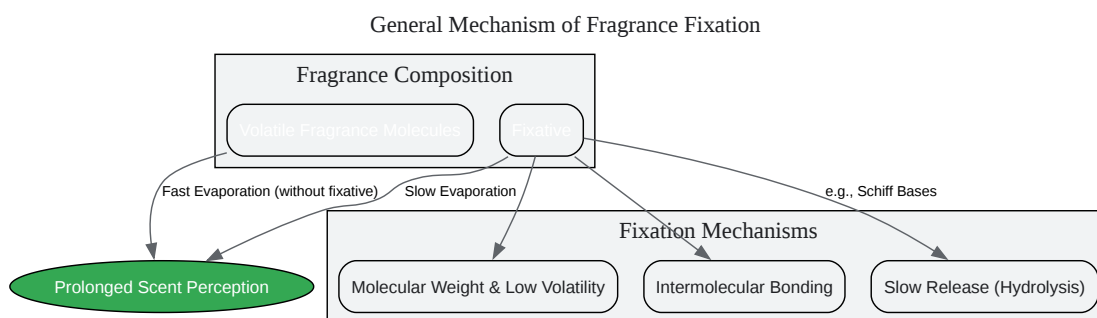 General Mechanism of Fragrance Fixation
Fragrance Composition
Volatile Fragrance Molecules
Fixative
Fast Evaporation (without fixative)
Slow Evaporation
e.g., Schiff Bases
Fixation Mechanisms
Prolonged Scent Perception
Molecular Weight & Low Volatility
Intermolecular Bonding
Slow Release (Hydrolysis)